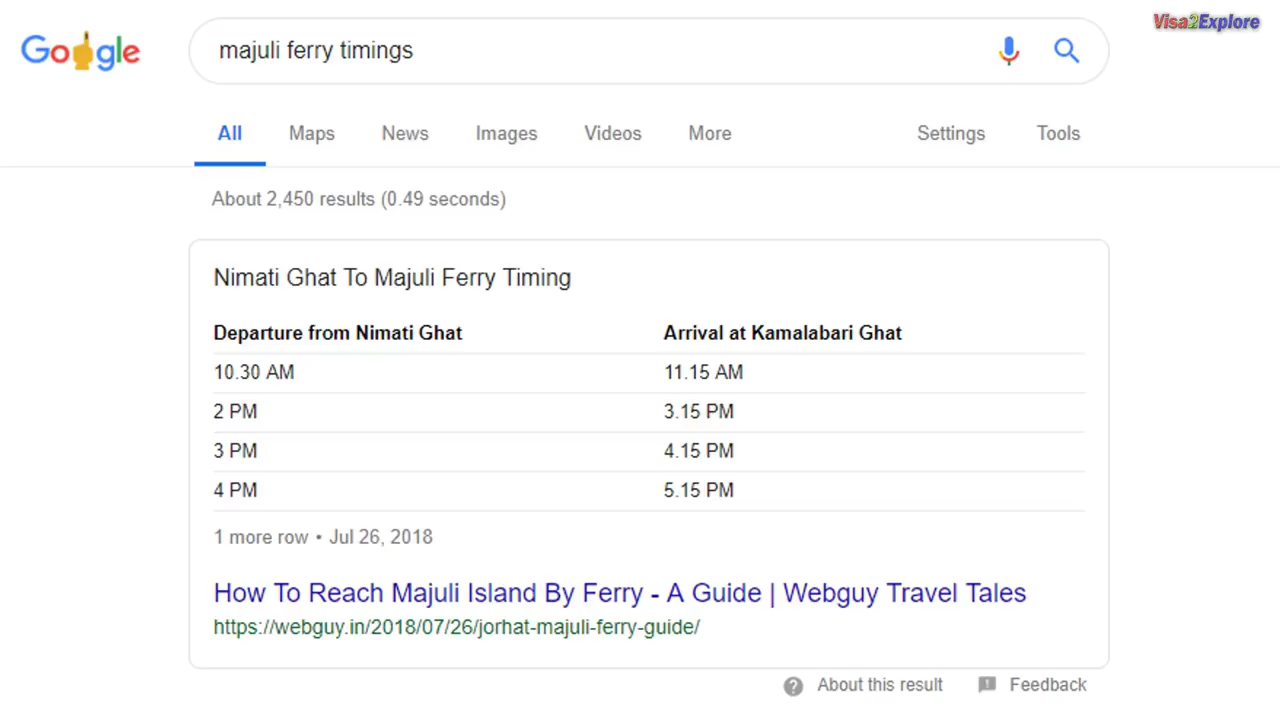 Visa2Explore
Google
majuli ferry timings
All Maps News Images Videos More Settings Tools
About 2,450 results (0.49 seconds)
Nimati Ghat To Majuli Ferry Timing
Departure from Nimati Ghat Arrival at Kamalabari Ghat
10.30 AM 11.15 AM
2 PM 3.15 PM
3 PM 4.15 PM
4 PM 5.15 PM
1 more row • Jul 26, 2018
How To Reach Majuli Island By Ferry - A Guide | Webguy Travel Tales
https://webguy.in/2018/07/26/jorhat-majuli-ferry-guide/
About this result Feedback